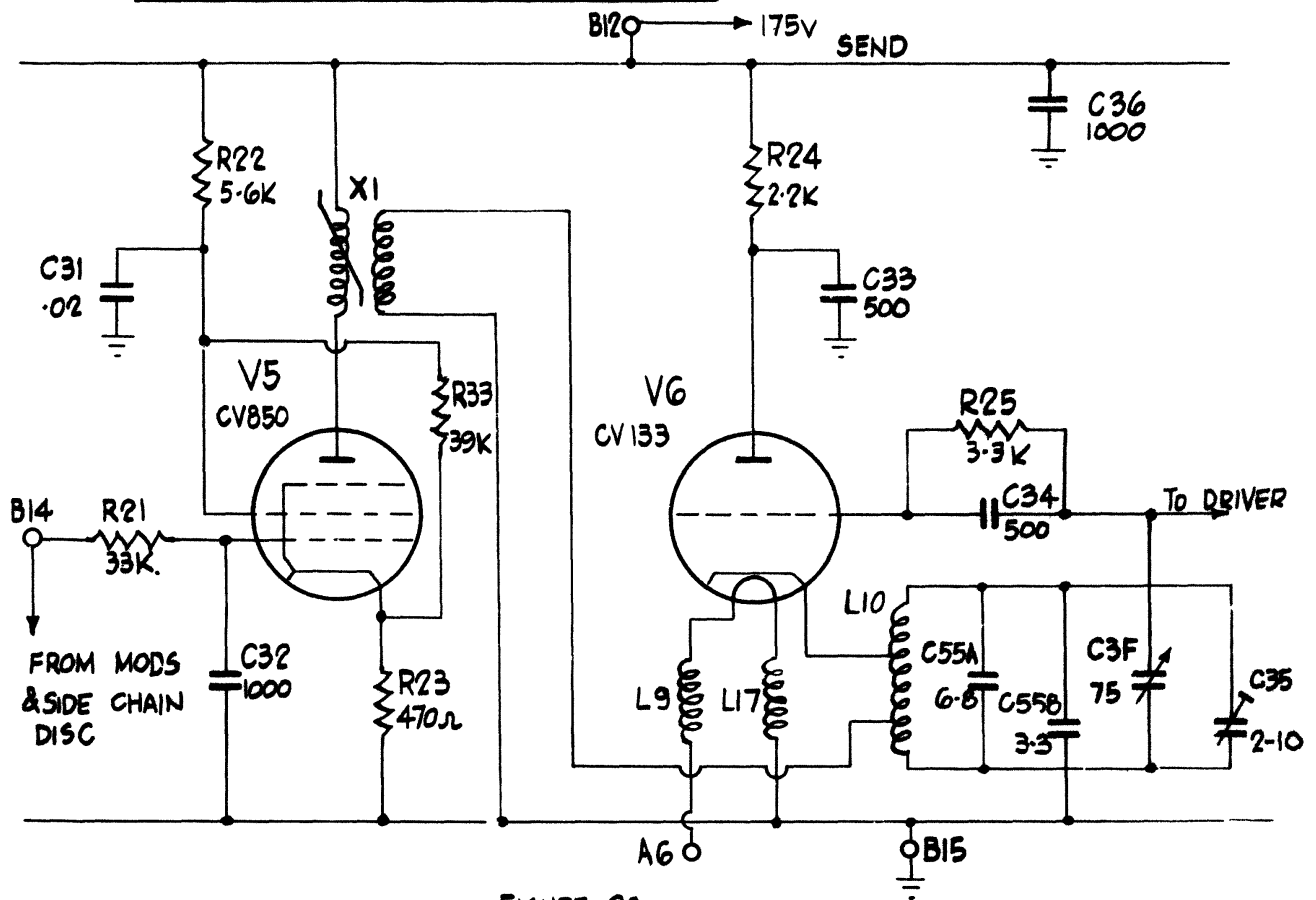 B12
175V
SEND
C36
1000
R22
5·6K
X1
R24
2·2K
C31
·02
C33
500
V5
CV850
R33
39K
V6
CV133
R25
3·3K
B14
R21
33K.
C34
500
TO DRIVER
FROM MODS
& SIDE CHAIN
DISC
C32
1000
R23
470Ω
L9
L17
L10
C55A
6·8
C55B
3·3
C3F
75
C35
2-10
A6
B15